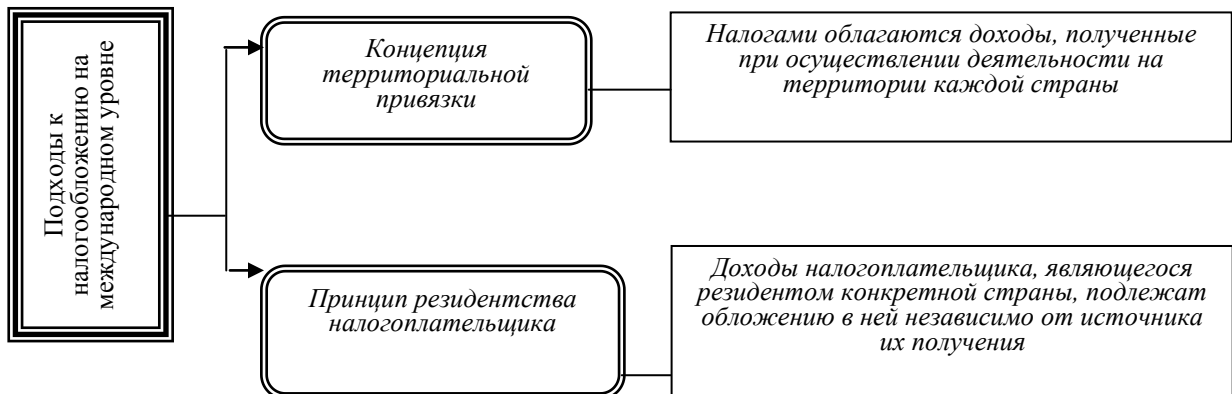 Подходы к
налогообложению на
международном уровне
Концепция
территориальной
привязки
Налогами облагаются доходы, полученные
при осуществлении деятельности на
территории каждой страны
Принцип резидентства
налогоплательщика
Доходы налогоплательщика, являющегося
резидентом конкретной страны, подлежат
обложению в ней независимо от источника
их получения